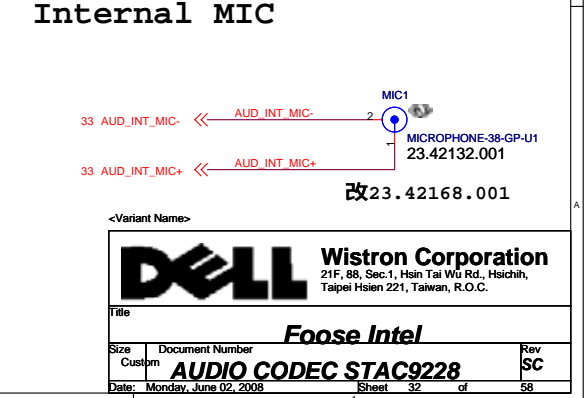 Internal MIC
MIC1
33 AUD_INT_MIC- AUD_INT_MIC- 2
MICROPHONE-38-GP-U1
1
23.42132.001
33 AUD_INT_MIC+ AUD_INT_MIC+
改23.42168.001
A
<Variant Name>
DELL
Wistron Corporation
21F, 88, Sec.1, Hsin Tai Wu Rd., Hsichih,
Taipei Hsien 221, Taiwan, R.O.C.
Title
Foose Intel
Size Document Number Rev
Custom AUDIO CODEC STAC9228 SC
Date: Monday, June 02, 2008 Sheet 32 of 58
1